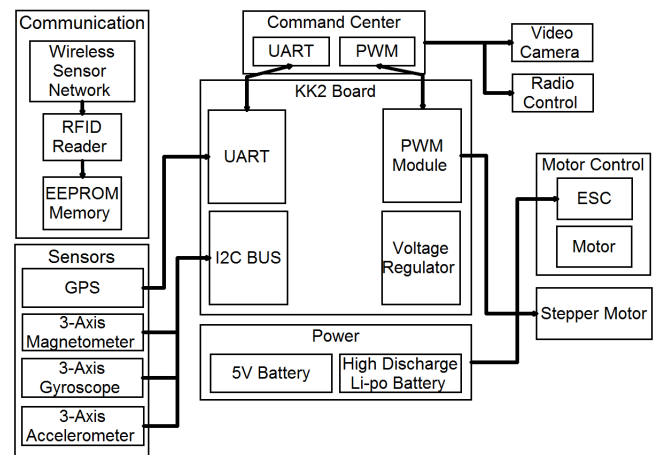 Communication
Wireless
Sensor
Network
RFID
Reader
EEPROM
Memory
Sensors
GPS
3-Axis
Magnetometer
3-Axis
Gyroscope
3-Axis
Accelerometer
Command Center
UART
PWM
KK2 Board
UART
PWM
Module
I2C BUS
Voltage
Regulator
Power
5V Battery
High Discharge
Li-po Battery
Video
Camera
Radio
Control
Motor Control
ESC
Motor
Stepper Motor